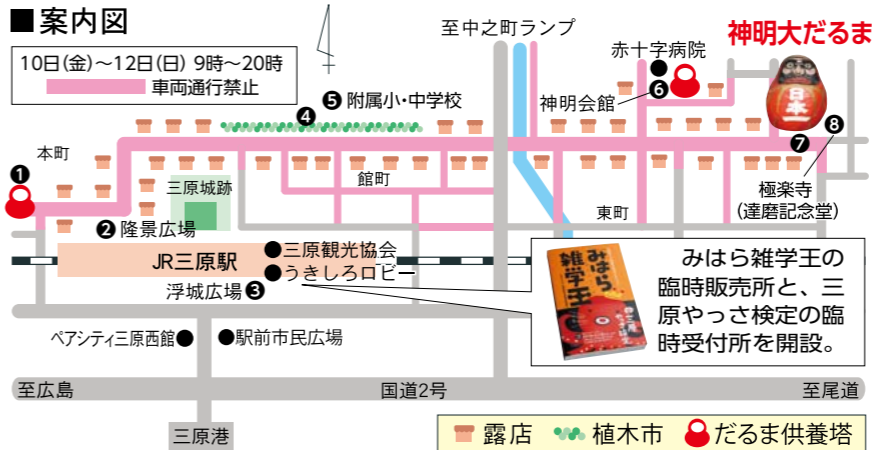 ■案内図
10日(金)～12日(日) 9時～20時
車両通行禁止
至中之町ランプ
赤十字病院
神明大だるま
日本一
❺ 附属小・中学校
❹
神明会館
❻
❽
❼
本町
❶
三原城跡
館町
東町
極楽寺
(達磨記念堂)
❷ 隆景広場
JR三原駅
●三原観光協会
●うきしろロビー
浮城広場 ❸
みはら
雑学王
みはら雑学王の
臨時販売所と、三
原やっさ検定の臨
時受付所を開設。
ペアシティ三原西館●
●駅前市民広場
至広島
国道2号
至尾道
三原港
露店 植木市 だるま供養塔